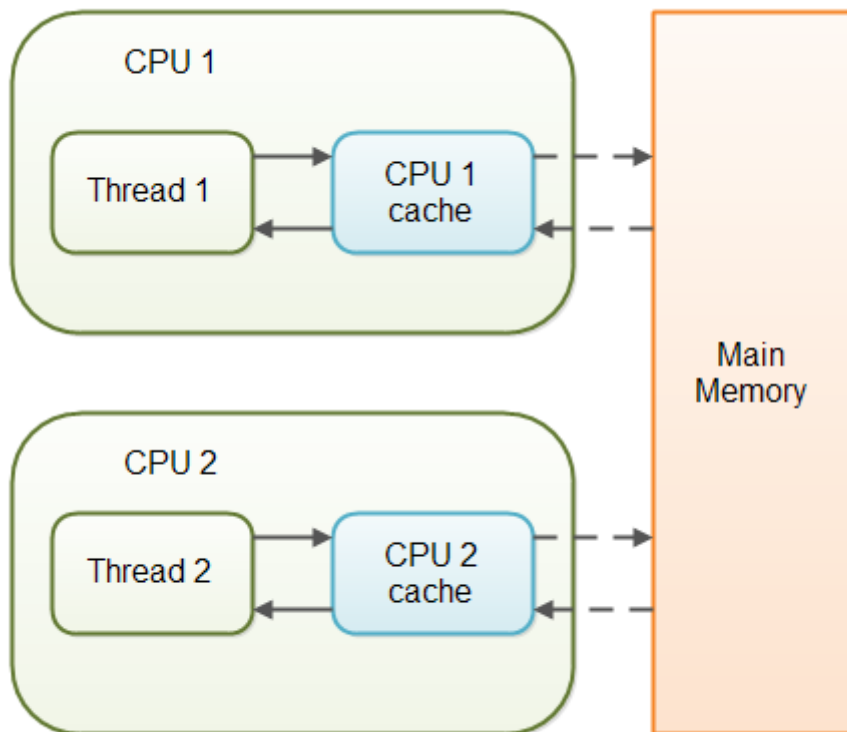 CPU 1
Thread 1
CPU 1
cache
Main
Memory
CPU 2
Thread 2
CPU 2
cache